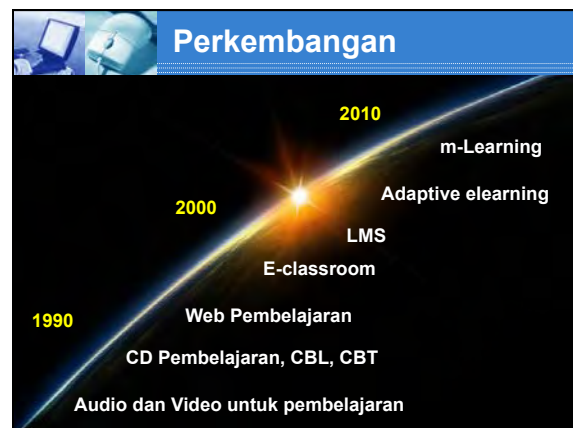 Perkembangan
2010
m-Learning
Adaptive elearning
2000
LMS
E-classroom
Web Pembelajaran
1990
CD Pembelajaran, CBL, CBT
Audio dan Video untuk pembelajaran